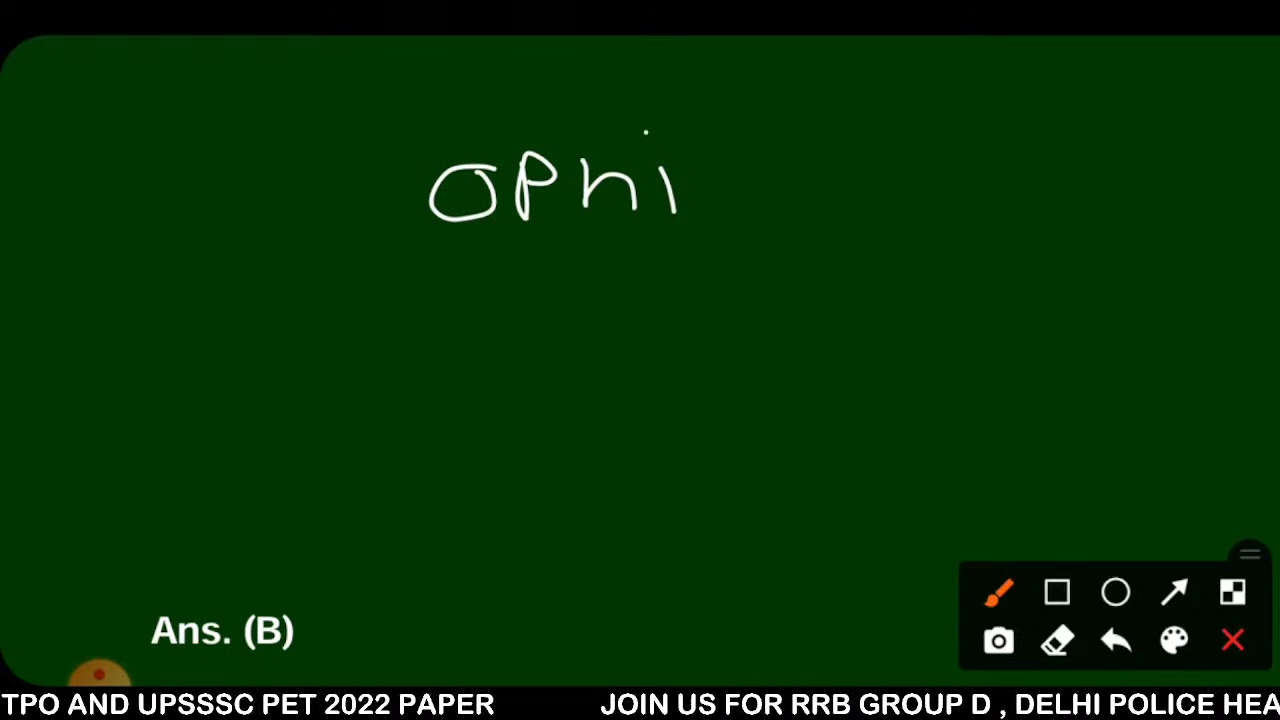 OPhi
Ans. (B)
TPO AND UPSSSC PET 2022 PAPER JOIN US FOR RRB GROUP D , DELHI POLICE HEA